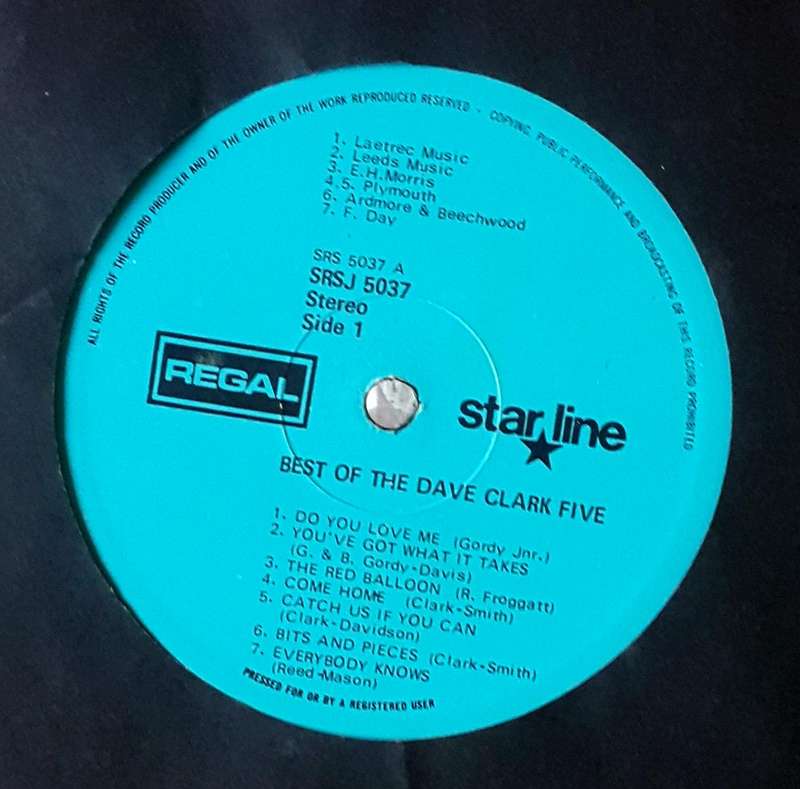 ALL RIGHTS OF THE RECORD PRODUCER AND OF THE OWNER OF THE WORK REPRODUCED RESERVED - COPYING, PUBLIC PERFORMANCE AND BROADCASTING OF THIS RECORD PROHIBITED
1. Laetrec Music
2. Leeds Music
3. E.H.Morris
4.5. Plymouth
6. Ardmore & Beechwood
7. F. Day
SRS 5037 A
SRSJ 5037
Stereo
Side 1
REGAL
star line
BEST OF THE DAVE CLARK FIVE
1. DO YOU LOVE ME (Gordy Jnr.)
2. YOU'VE GOT WHAT IT TAKES
(G. & B. Gordy-Davis)
3. THE RED BALLOON (R. Froggatt)
4. COME HOME (Clark-Smith)
5. CATCH US IF YOU CAN
(Clark-Davidson)
6. BITS AND PIECES (Clark-Smith)
7. EVERYBODY KNOWS
(Reed-Mason)
PRESSED FOR OR BY A REGISTERED USER